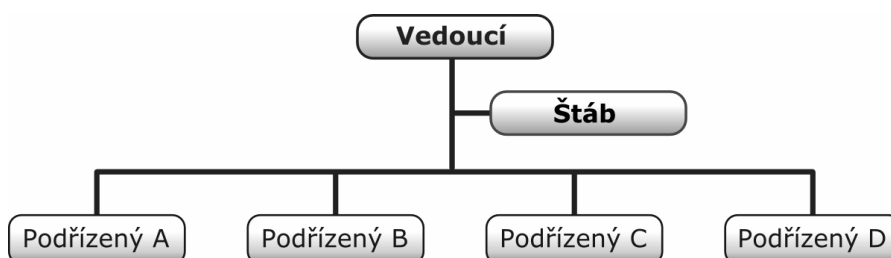 Vedoucí
Štáb
Podřízený A
Podřízený B
Podřízený C
Podřízený D